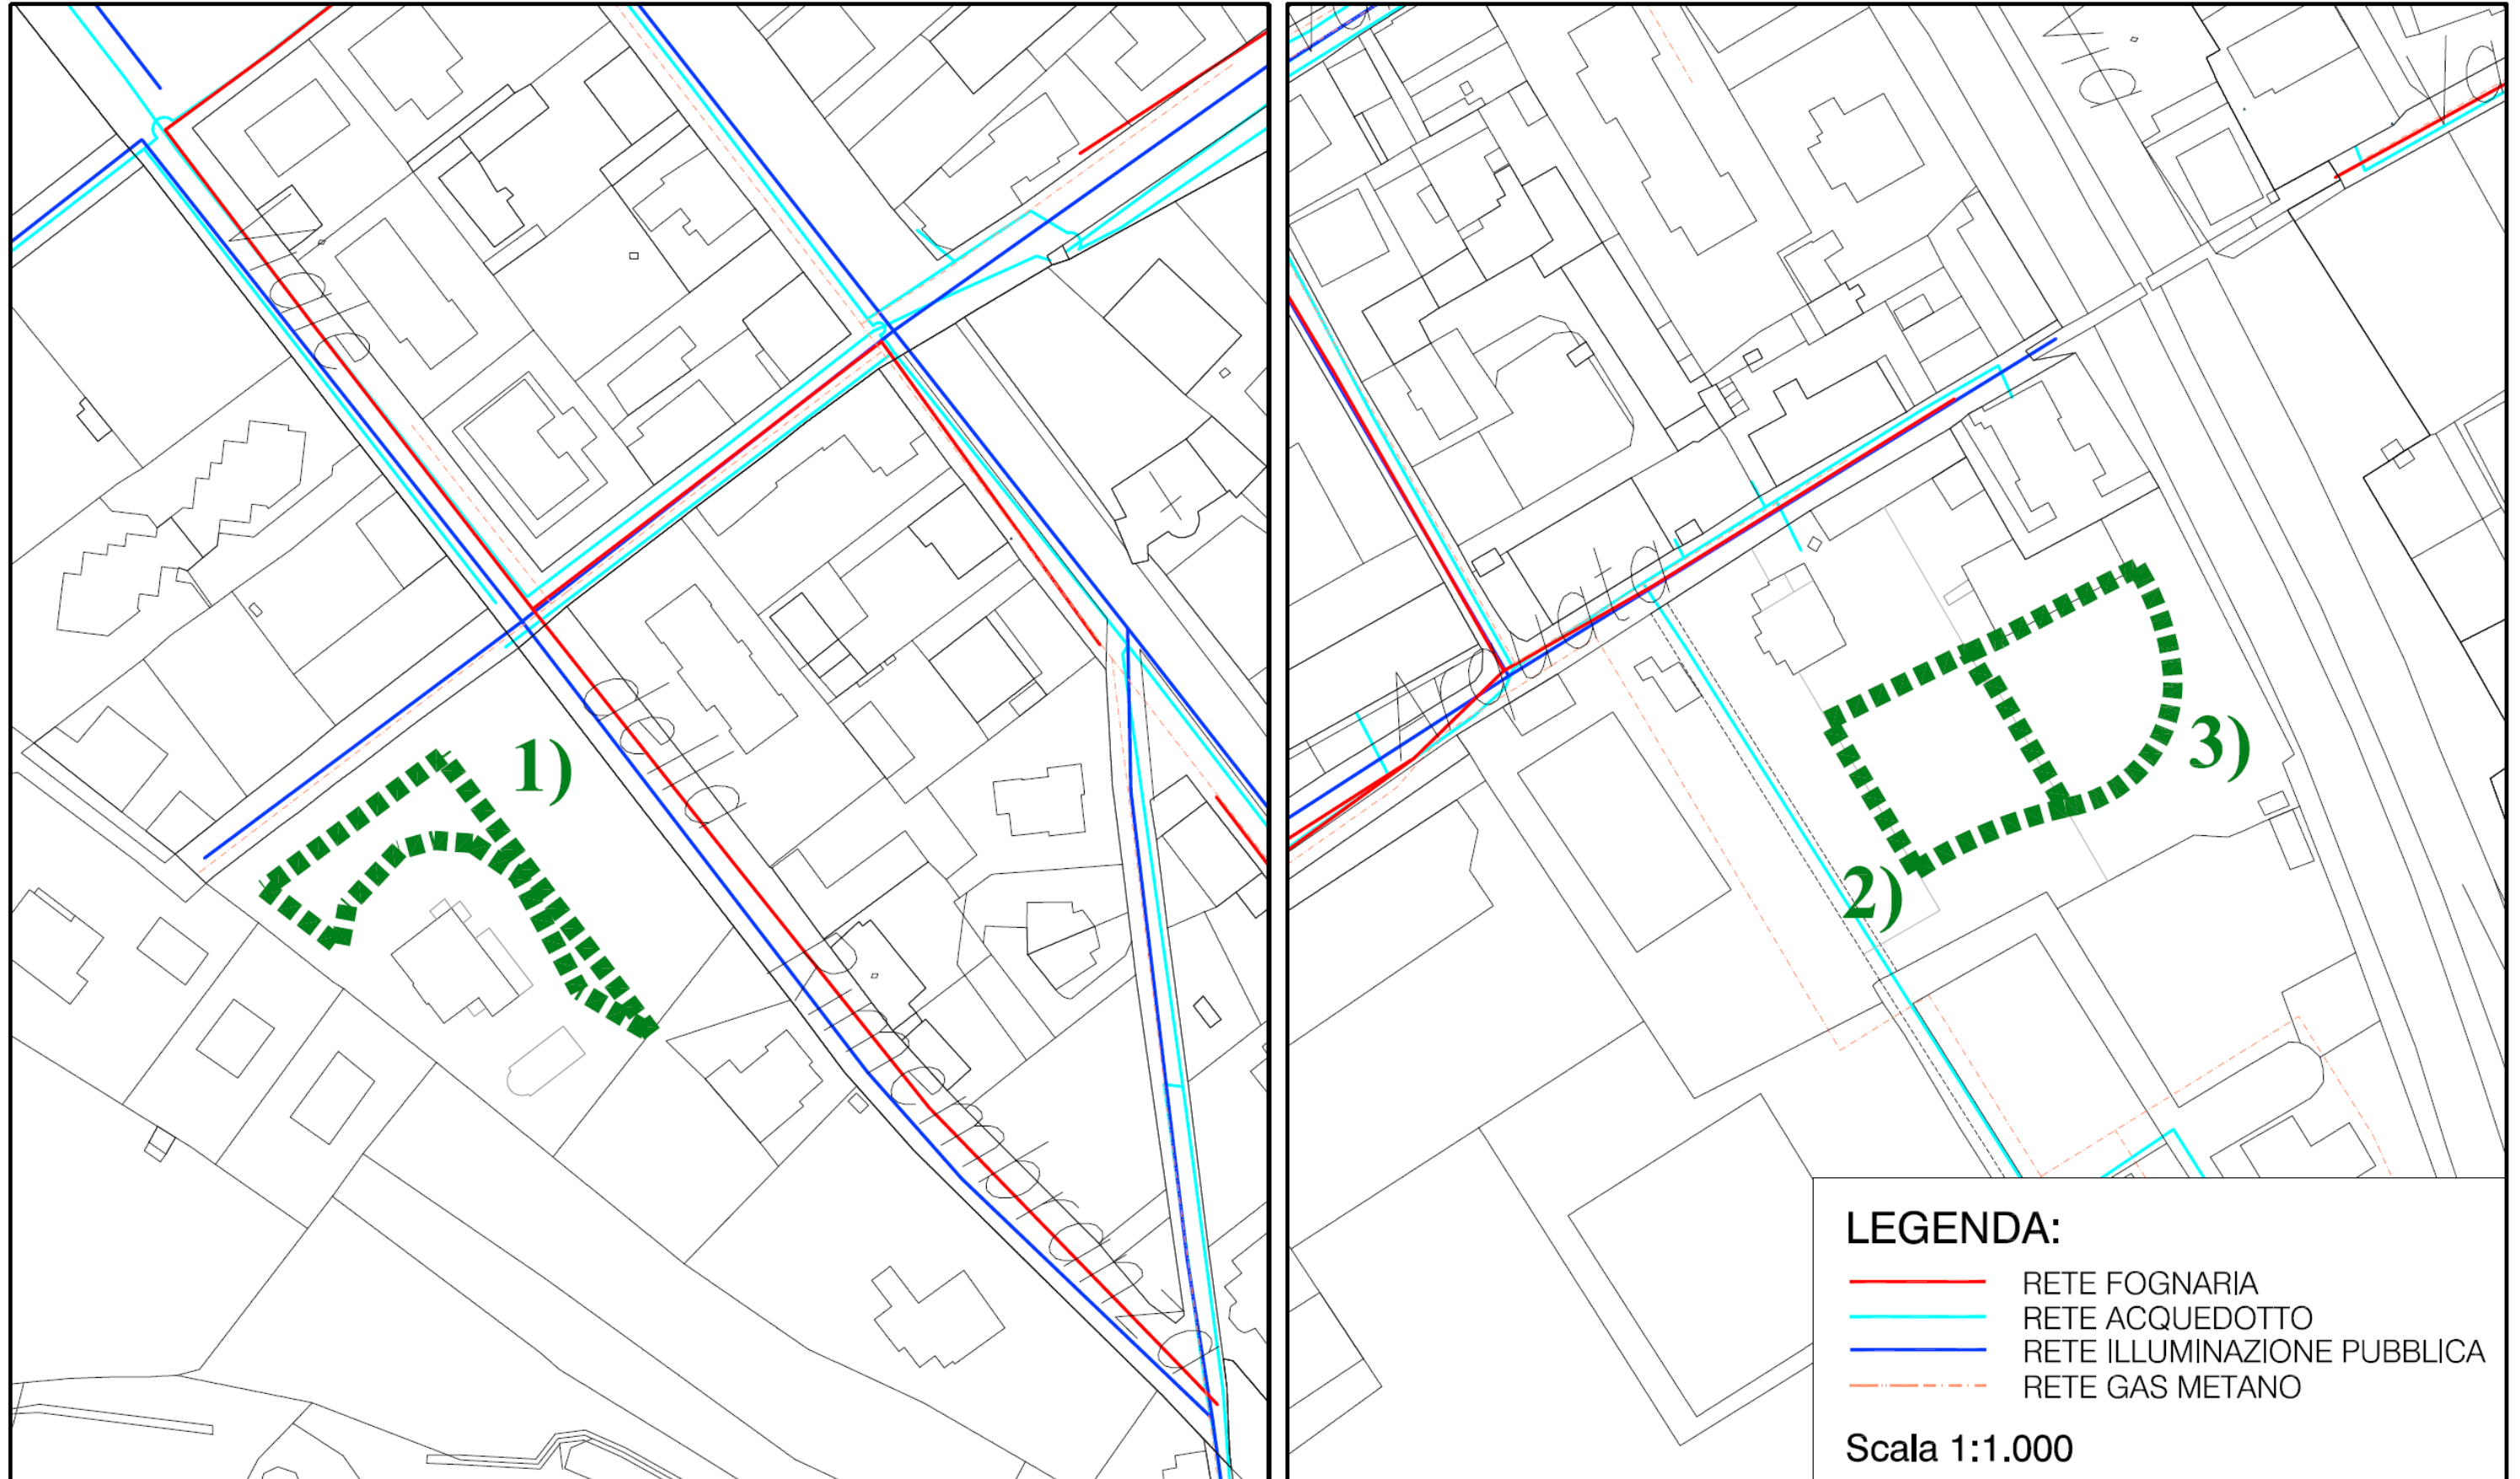 1)
2)
3)
LEGENDA:
RETE FOGNARIA
RETE ACQUEDOTTO
RETE ILLUMINAZIONE PUBBLICA
RETE GAS METANO
Scala 1:1.000